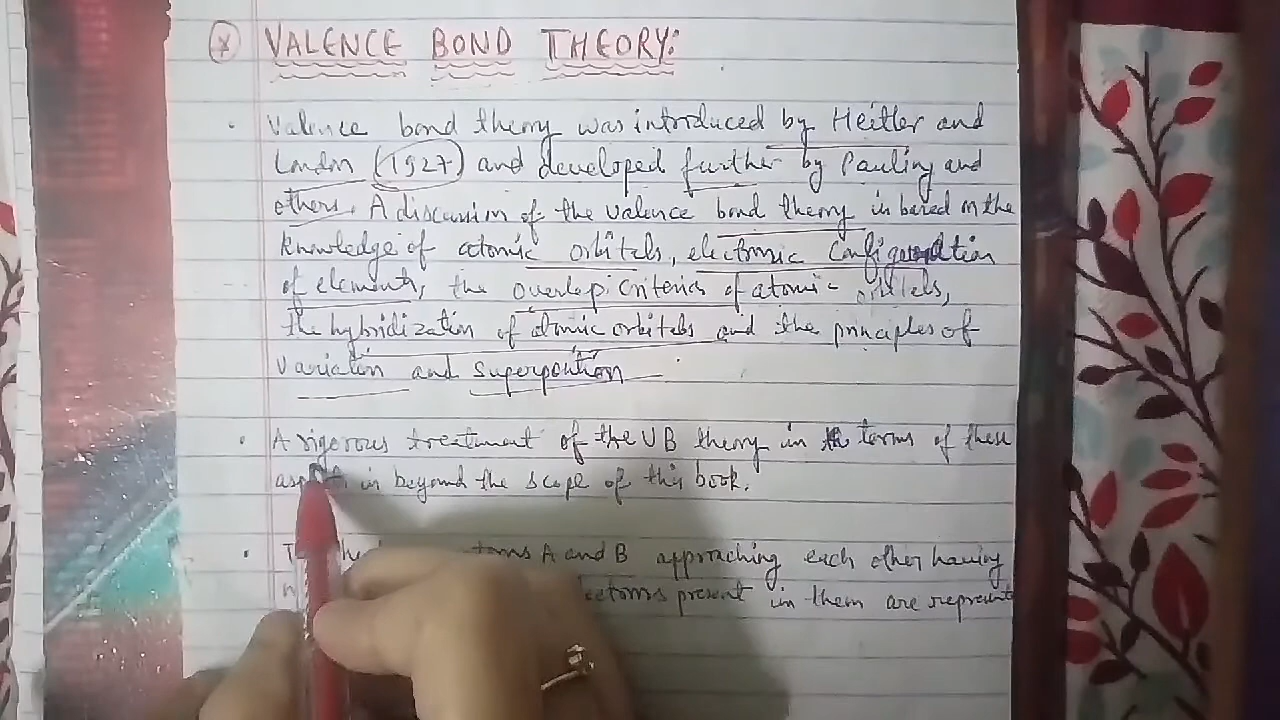 VALENCE BOND THEORY:
Valence bond theory was introduced by Heitler and
London (1927) and developed further by Pauling and
others. A discussion of the valence bond theory is based on the
knowledge of atomic orbitals, electronic configuration
of elements, the overlap criteria of atomic orbitals,
the hybridization of atomic orbitals and the principles of
variation and superposition
A rigorous treatment of the VB theory in terms of these
is beyond the scope of this book.
A and B approaching each other having
present in them are represent